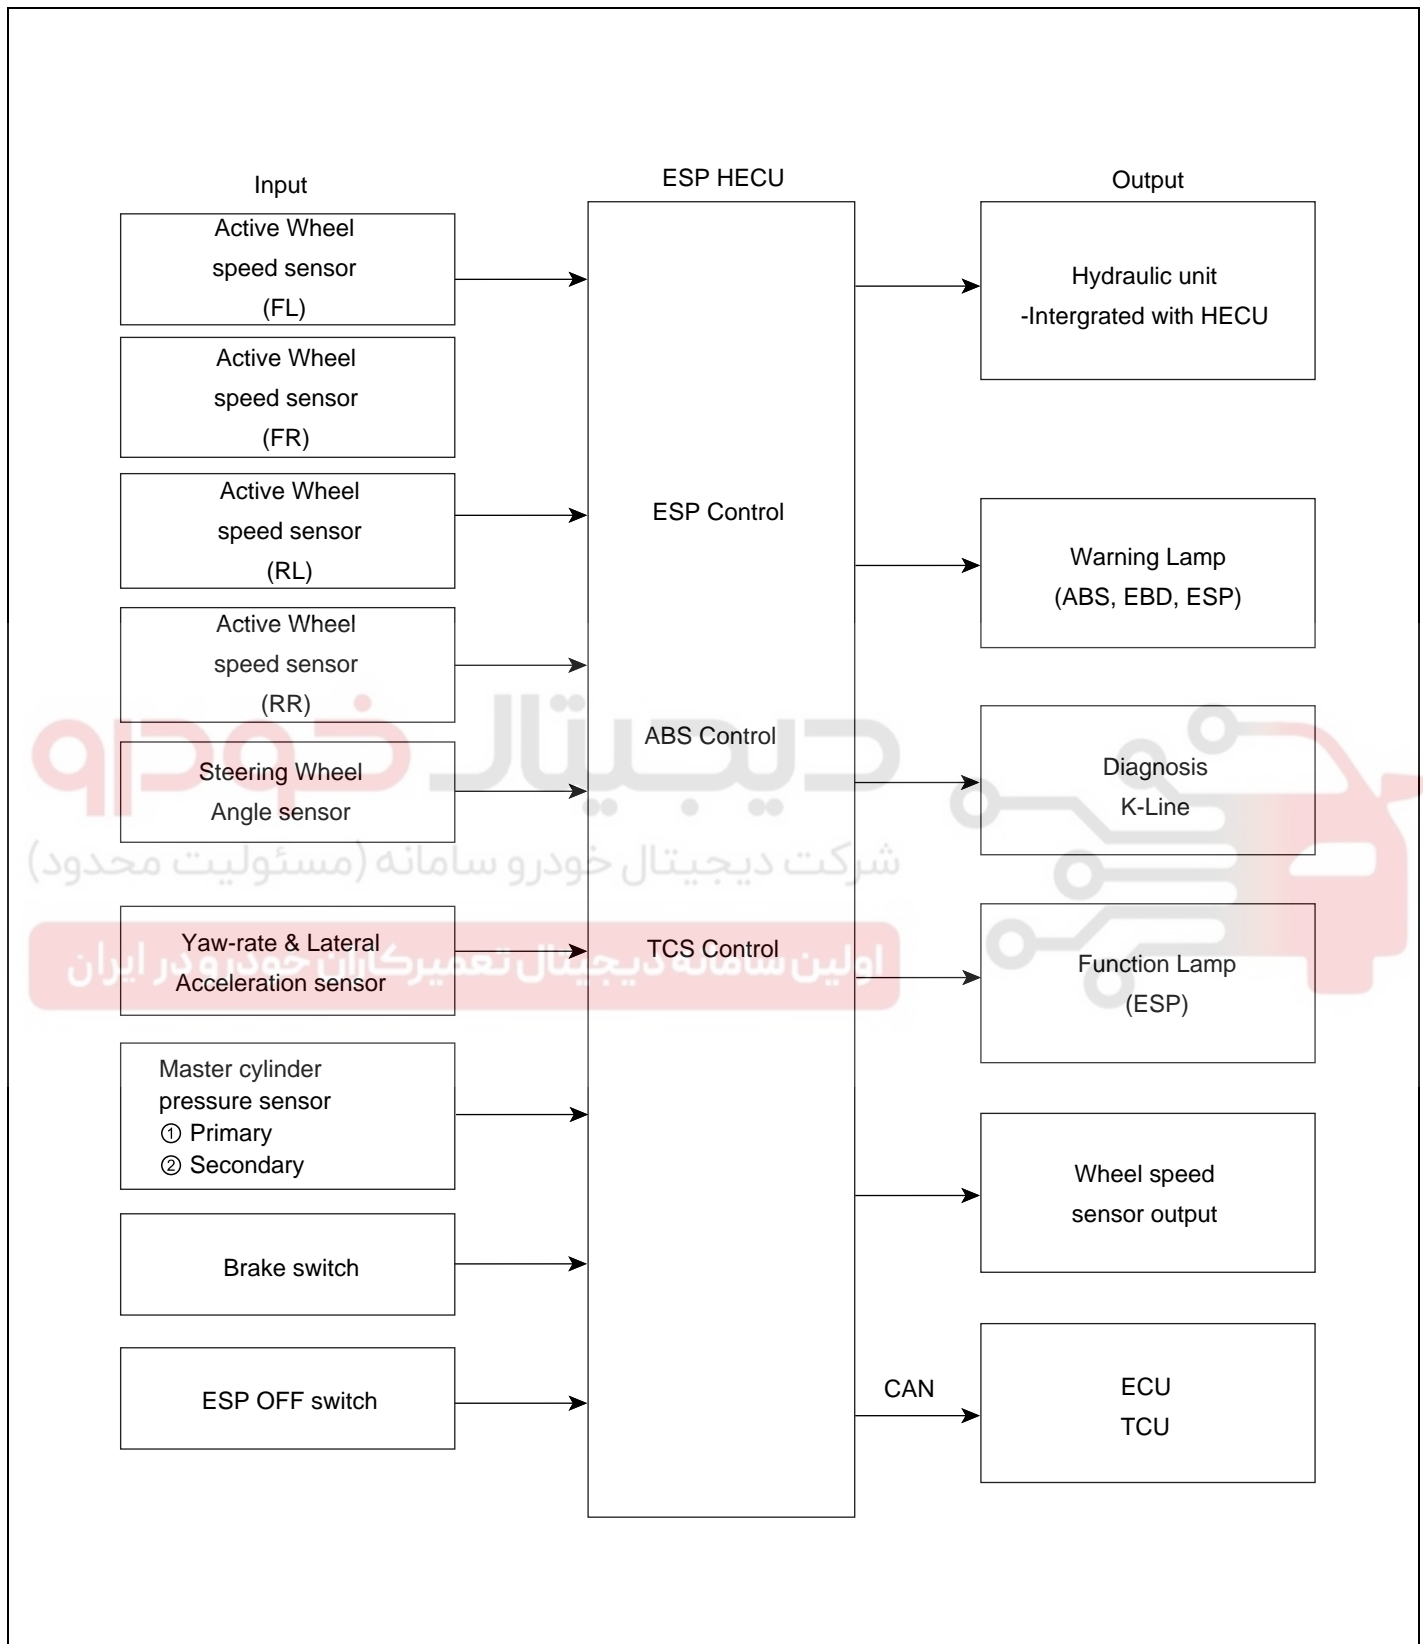 Input
Active Wheel
speed sensor
(FL)
Active Wheel
speed sensor
(FR)
Active Wheel
speed sensor
(RL)
Active Wheel
speed sensor
(RR)
Steering Wheel
Angle sensor
Yaw-rate & Lateral
Acceleration sensor
Master cylinder
pressure sensor
① Primary
② Secondary
Brake switch
ESP OFF switch
ESP HECU
ESP Control
ABS Control
TCS Control
Output
Hydraulic unit
-Intergrated with HECU
Warning Lamp
(ABS, EBD, ESP)
Diagnosis
K-Line
Function Lamp
(ESP)
Wheel speed
sensor output
CAN
ECU
TCU
دیجیتال خودرو
شرکت دیجیتال خودرو سامانه (مسئولیت محدود)
اولین سامانه دیجیتال تعمیرکاران خودرو در ایران